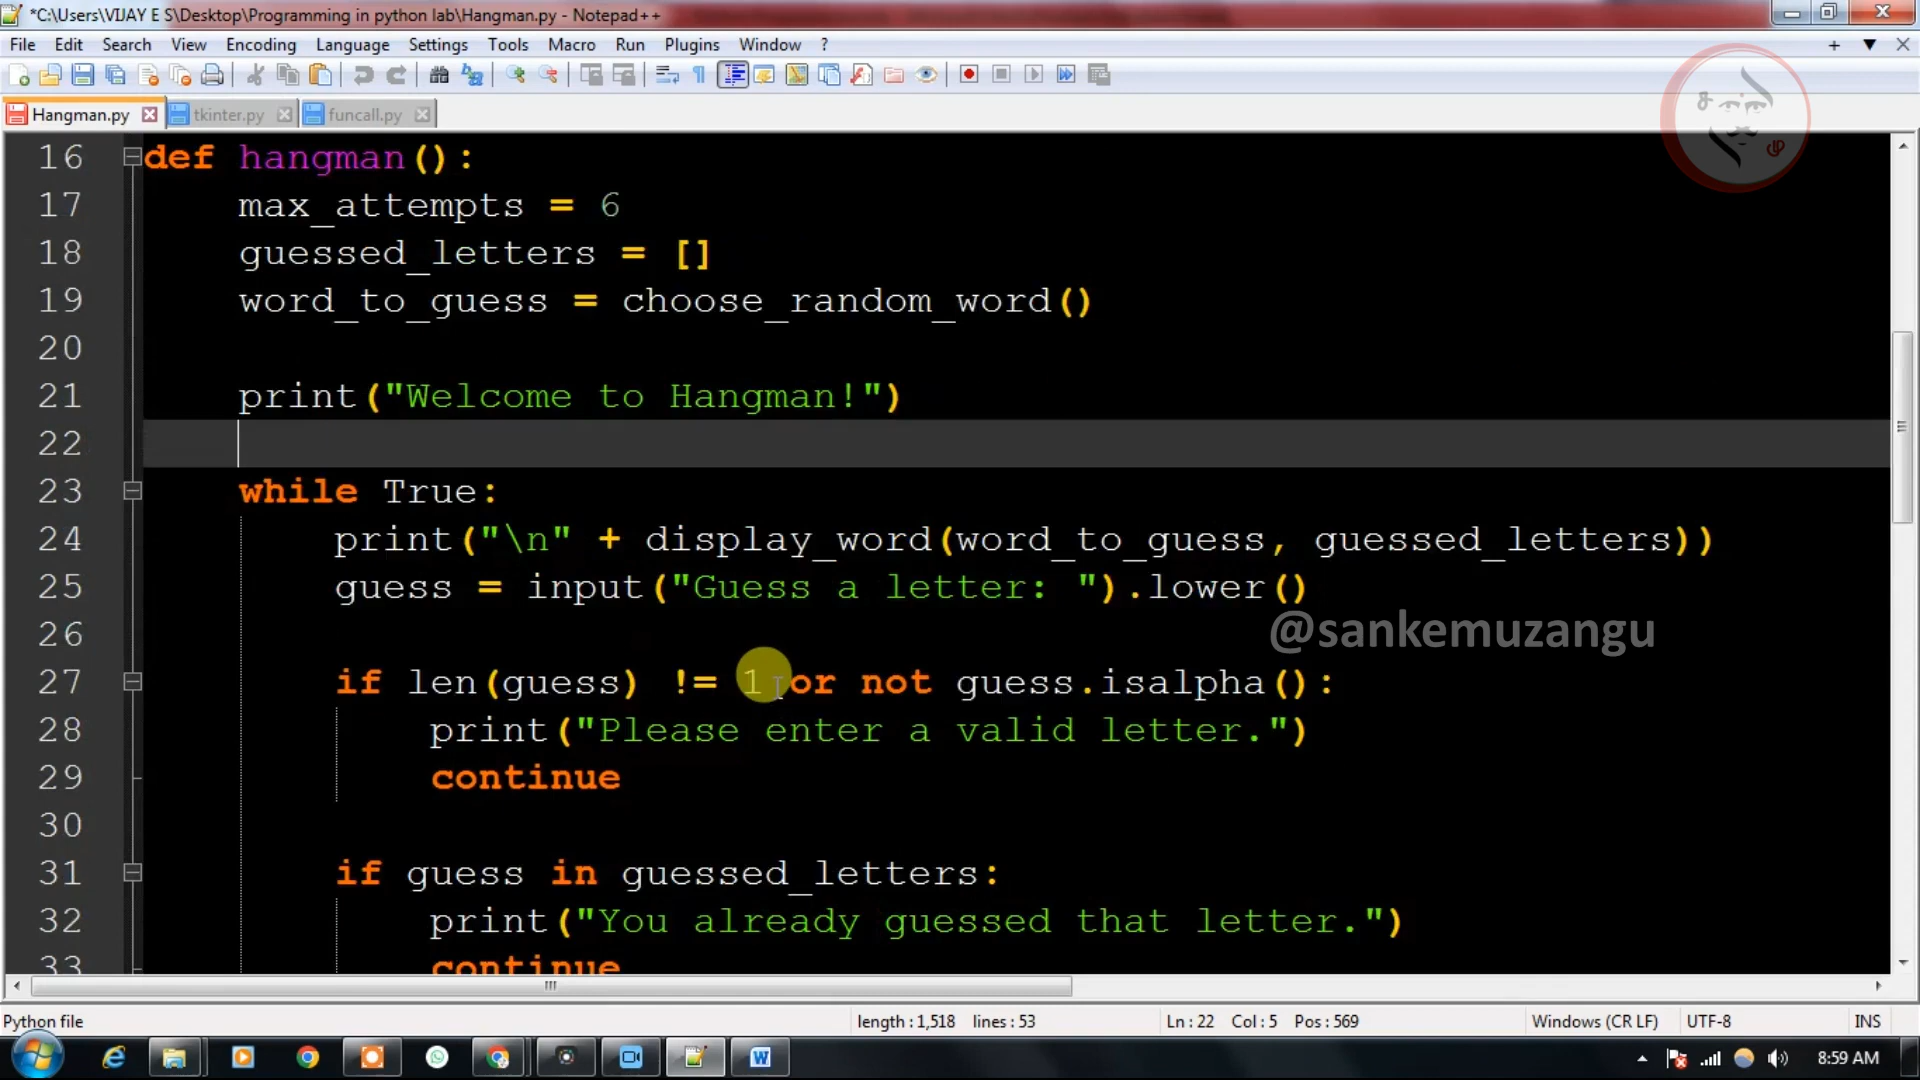 *C:\Users\VIJAY E S\Desktop\Programming in python lab\Hangman.py - Notepad++
File Edit Search View Encoding Language Settings Tools Macro Run Plugins Window ?
Hangman.py tkinter.py funcall.py
16 def hangman():
17 max_attempts = 6
18 guessed_letters = []
19 word_to_guess = choose_random_word()
20
21 print("Welcome to Hangman!")
22
23 while True:
24 print("\n" + display_word(word_to_guess, guessed_letters))
25 guess = input("Guess a letter: ").lower()
26
@sankemuzangu
27 if len(guess) != 1 or not guess.isalpha():
28 print("Please enter a valid letter.")
29 continue
30
31 if guess in guessed_letters:
32 print("You already guessed that letter.")
33 continue
Python file length : 1,518 lines : 53 Ln : 22 Col : 5 Pos : 569 Windows (CR LF) UTF-8 INS
8:59 AM